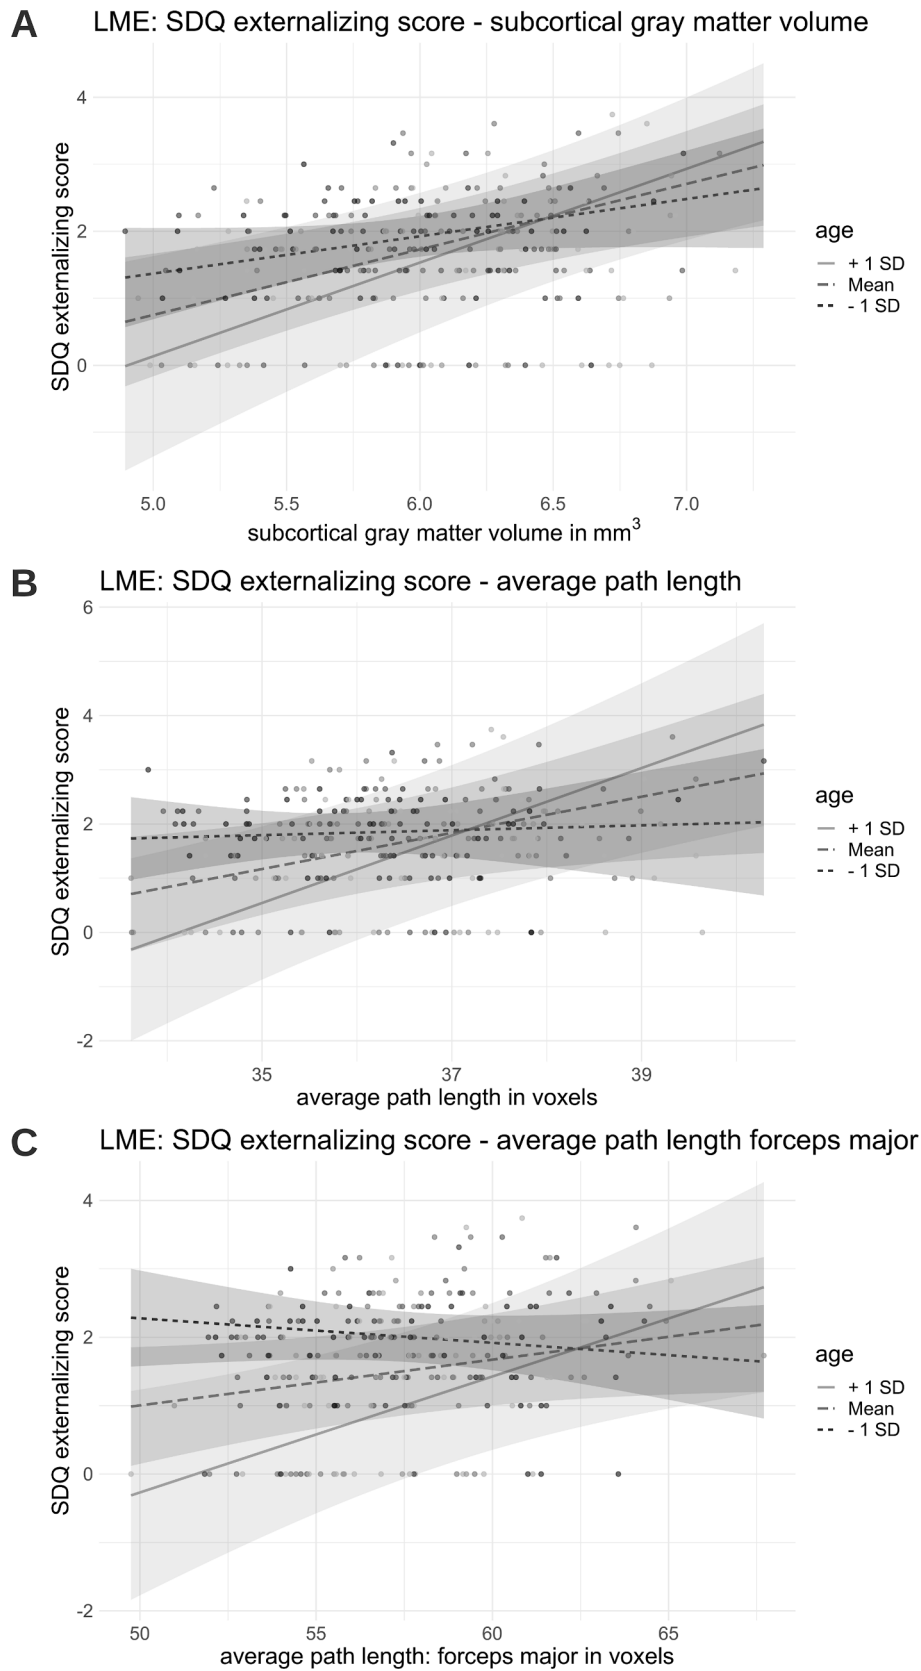 A
LME: SDQ externalizing score - subcortical gray matter volume
4
2
0
SDQ externalizing score
5.0 5.5 6.0 6.5 7.0
subcortical gray matter volume in mm³
age
+ 1 SD
Mean
- 1 SD
B
LME: SDQ externalizing score - average path length
6
4
2
0
-2
SDQ externalizing score
35 37 39
average path length in voxels
age
+ 1 SD
Mean
- 1 SD
C
LME: SDQ externalizing score - average path length forceps major
4
2
0
-2
SDQ externalizing score
50 55 60 65
average path length: forceps major in voxels
age
+ 1 SD
Mean
- 1 SD